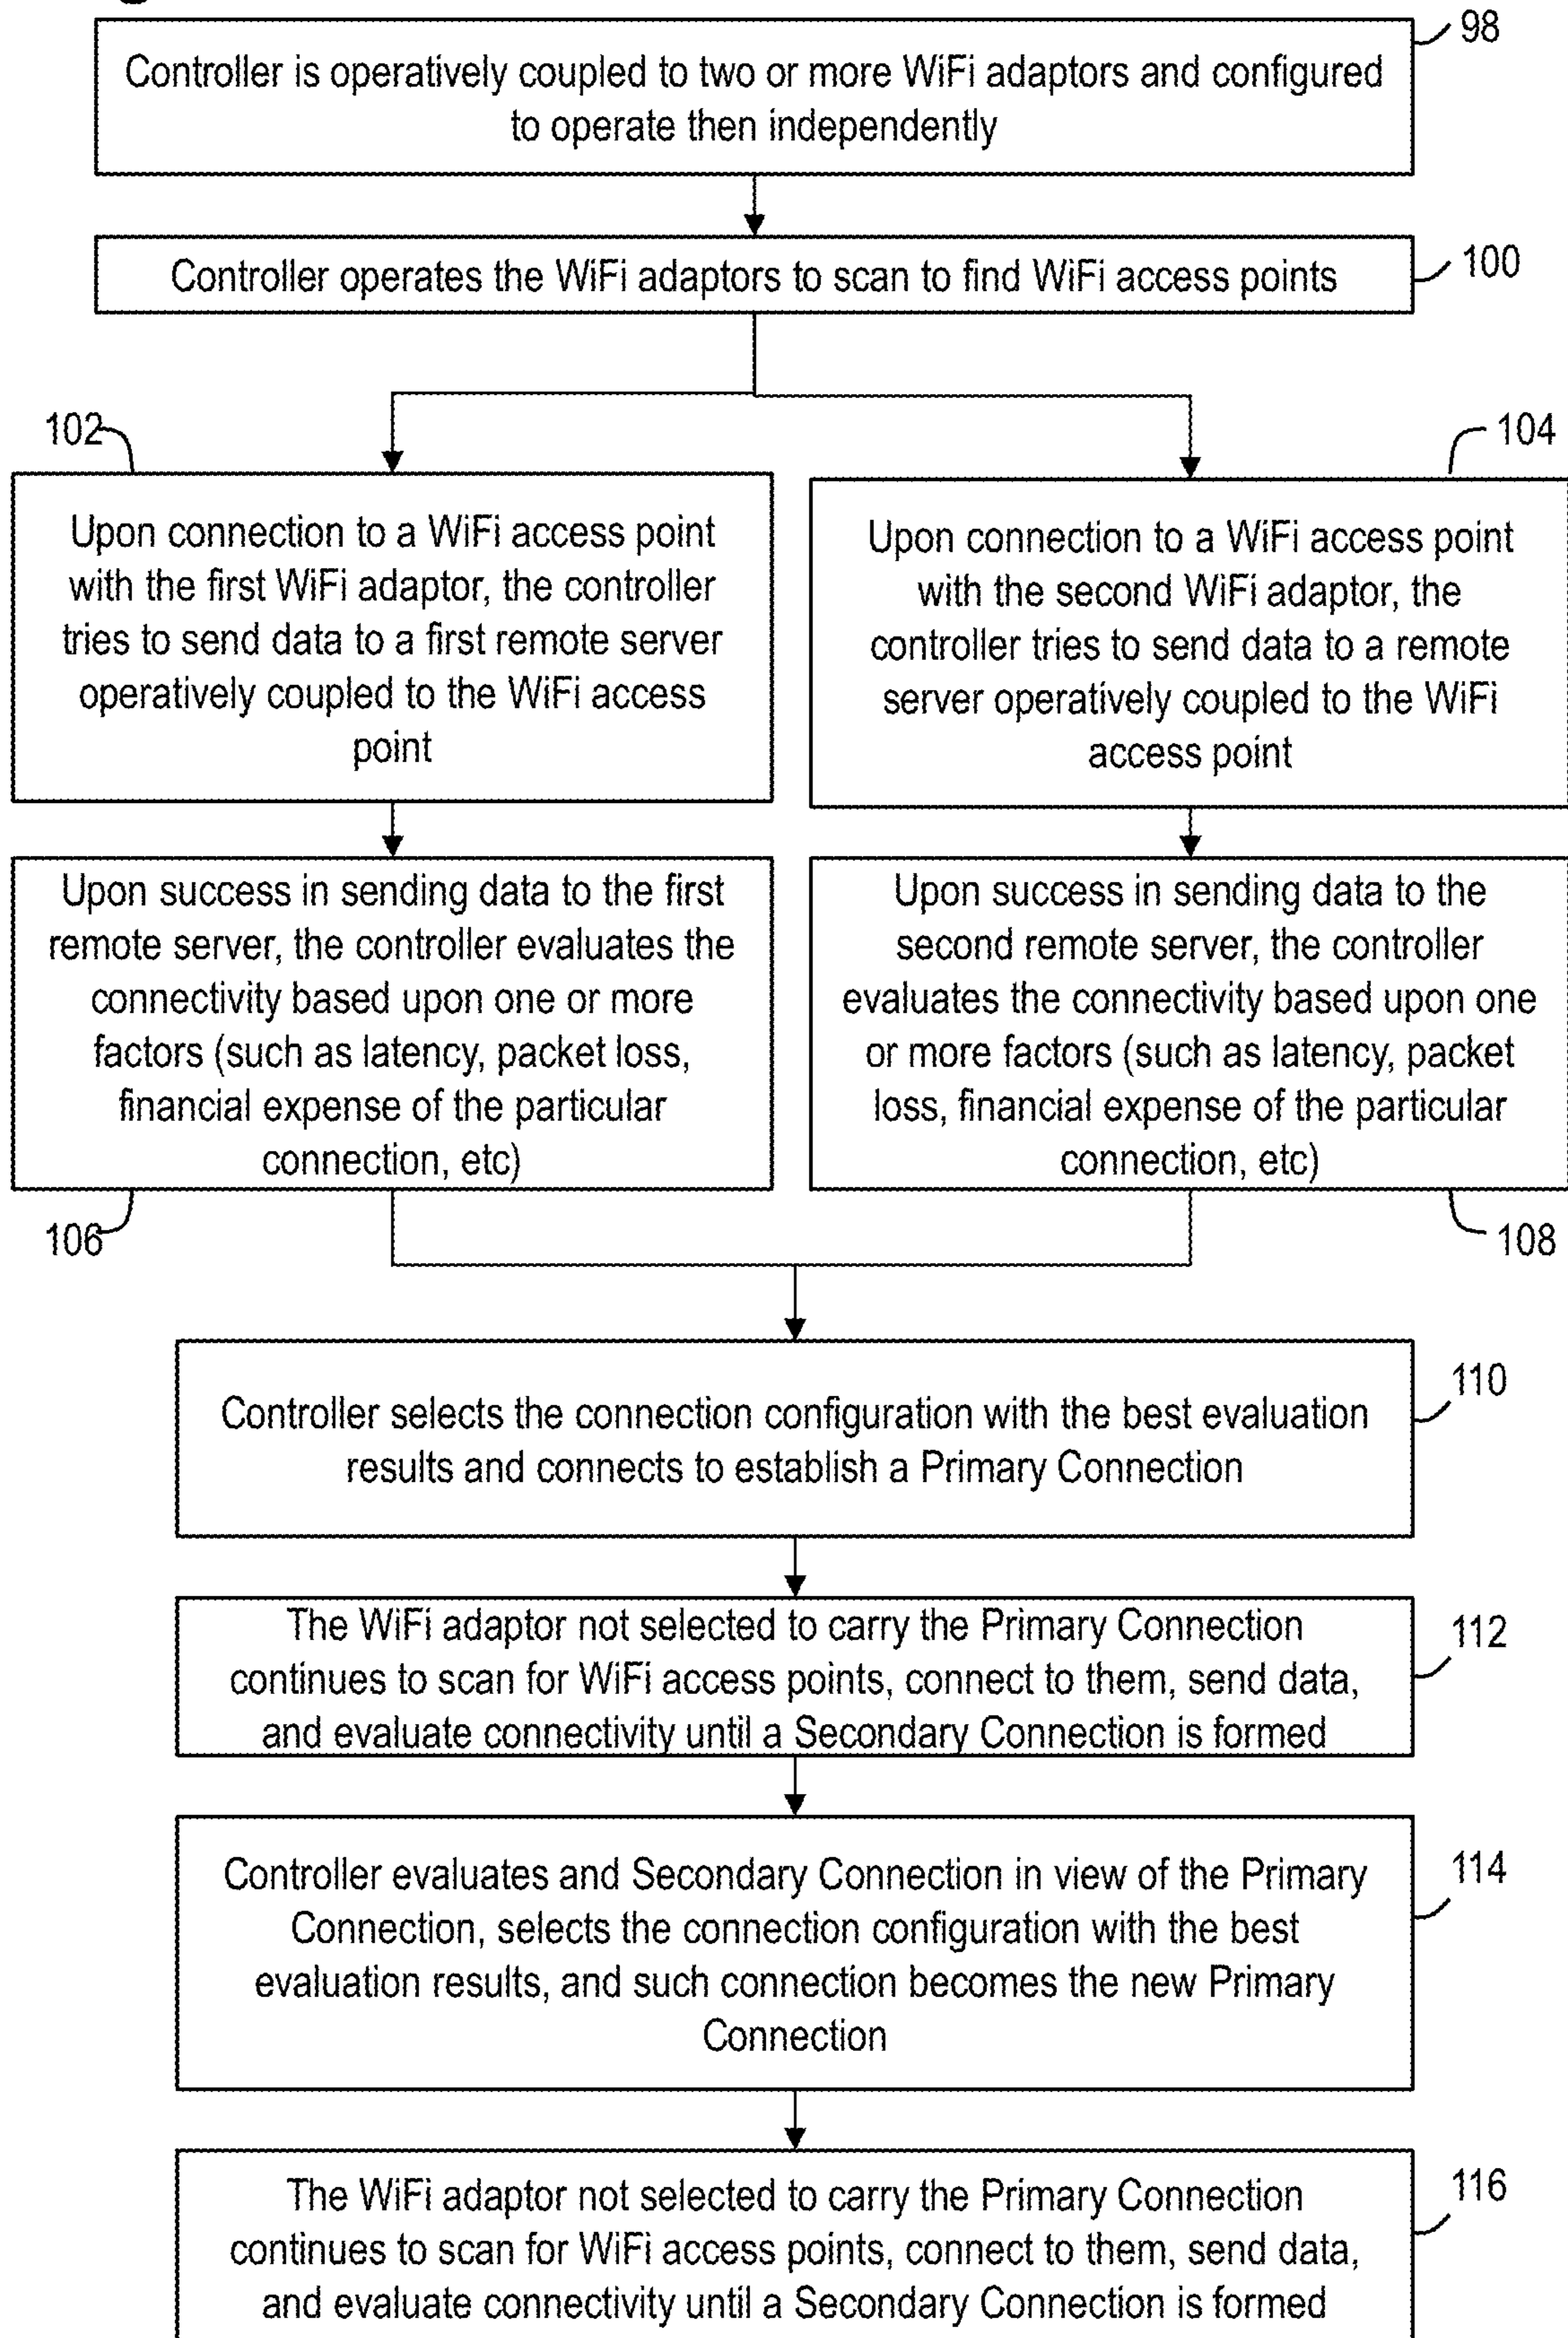 98
Controller is operatively coupled to two or more WiFi adaptors and configured
to operate then independently
Controller operates the WiFi adaptors to scan to find WiFi access points
100
102
104
Upon connection to a WiFi access point
with the first WiFi adaptor, the controller
tries to send data to a first remote server
operatively coupled to the WiFi access
point
Upon connection to a WiFi access point
with the second WiFi adaptor, the
controller tries to send data to a remote
server operatively coupled to the WiFi
access point
Upon success in sending data to the first
remote server, the controller evaluates the
connectivity based upon one or more
factors (such as latency, packet loss,
financial expense of the particular
connection, etc)
Upon success in sending data to the
second remote server, the controller
evaluates the connectivity based upon one
or more factors (such as latency, packet
loss, financial expense of the particular
connection, etc)
106
108
Controller selects the connection configuration with the best evaluation
results and connects to establish a Primary Connection
110
The WiFi adaptor not selected to carry the Primary Connection
continues to scan for WiFi access points, connect to them, send data,
and evaluate connectivity until a Secondary Connection is formed
112
Controller evaluates and Secondary Connection in view of the Primary
Connection, selects the connection configuration with the best
evaluation results, and such connection becomes the new Primary
Connection
114
The WiFi adaptor not selected to carry the Primary Connection
continues to scan for WiFi access points, connect to them, send data,
and evaluate connectivity until a Secondary Connection is formed
116